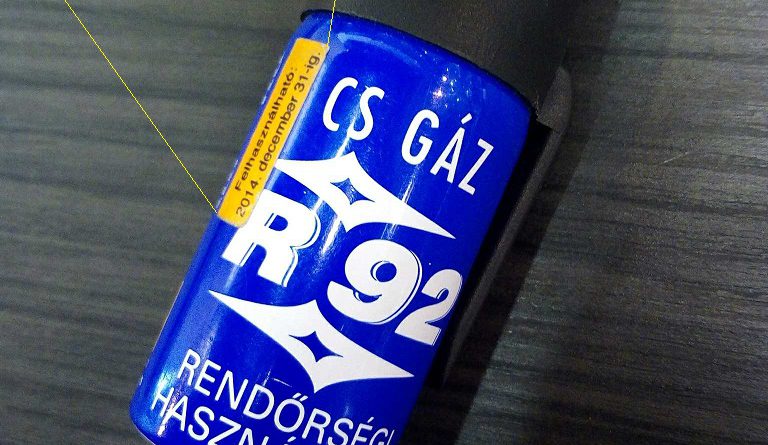 Felhasználható:
2014. december 31-ig.
CS GÁZ
R 92
RENDŐRSÉGI